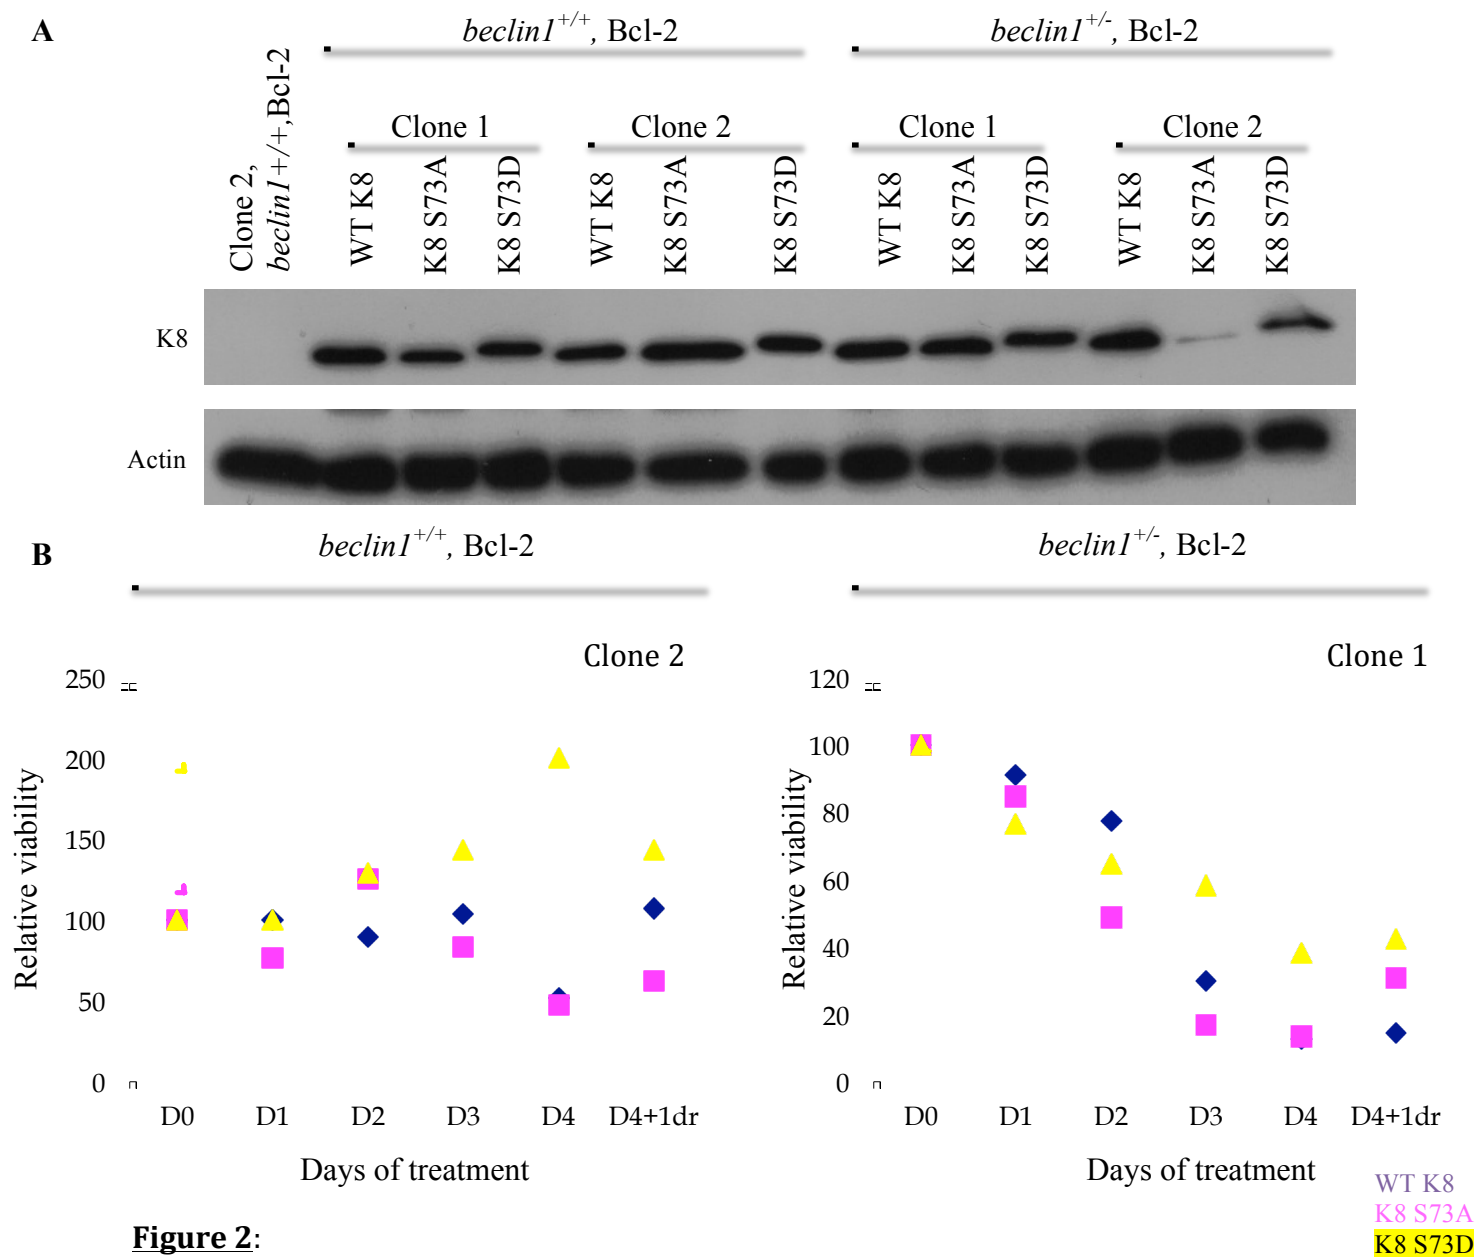 A
beclin1+/+, Bcl-2
beclin1+/-, Bcl-2
Clone 2,
beclin1+/+,Bcl-2
Clone 1
Clone 2
Clone 1
Clone 2
WT K8
K8 S73A
K8 S73D
WT K8
K8 S73A
K8 S73D
WT K8
K8 S73A
K8 S73D
WT K8
K8 S73A
K8 S73D
K8
Actin
B
beclin1+/+, Bcl-2
beclin1+/-, Bcl-2
Clone 2
250
200
150
100
50
0
Relative viability
D0 D1 D2 D3 D4 D4+1dr
Days of treatment
Clone 1
120
100
80
60
40
20
0
Relative viability
D0 D1 D2 D3 D4 D4+1dr
Days of treatment
WT K8
K8 S73A
K8 S73D
Figure 2: